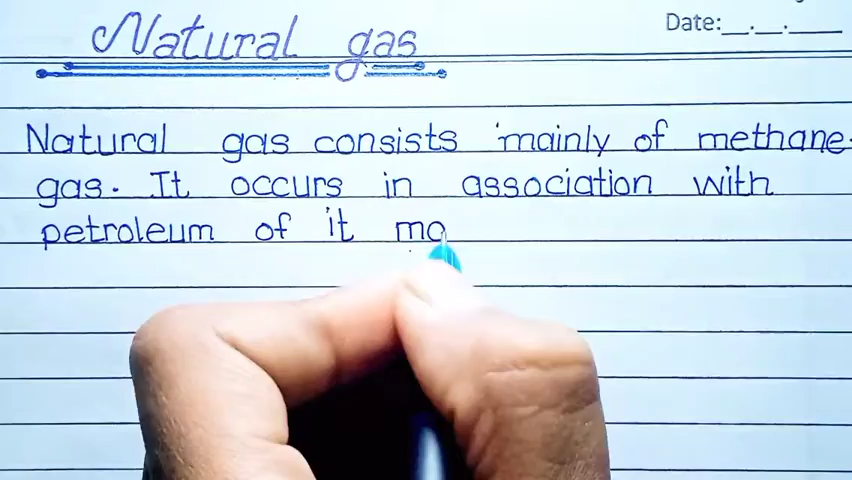 Date:__.__.____
Natural gas
Natural gas consists mainly of methane
gas. It occurs in association with
petroleum of it ma